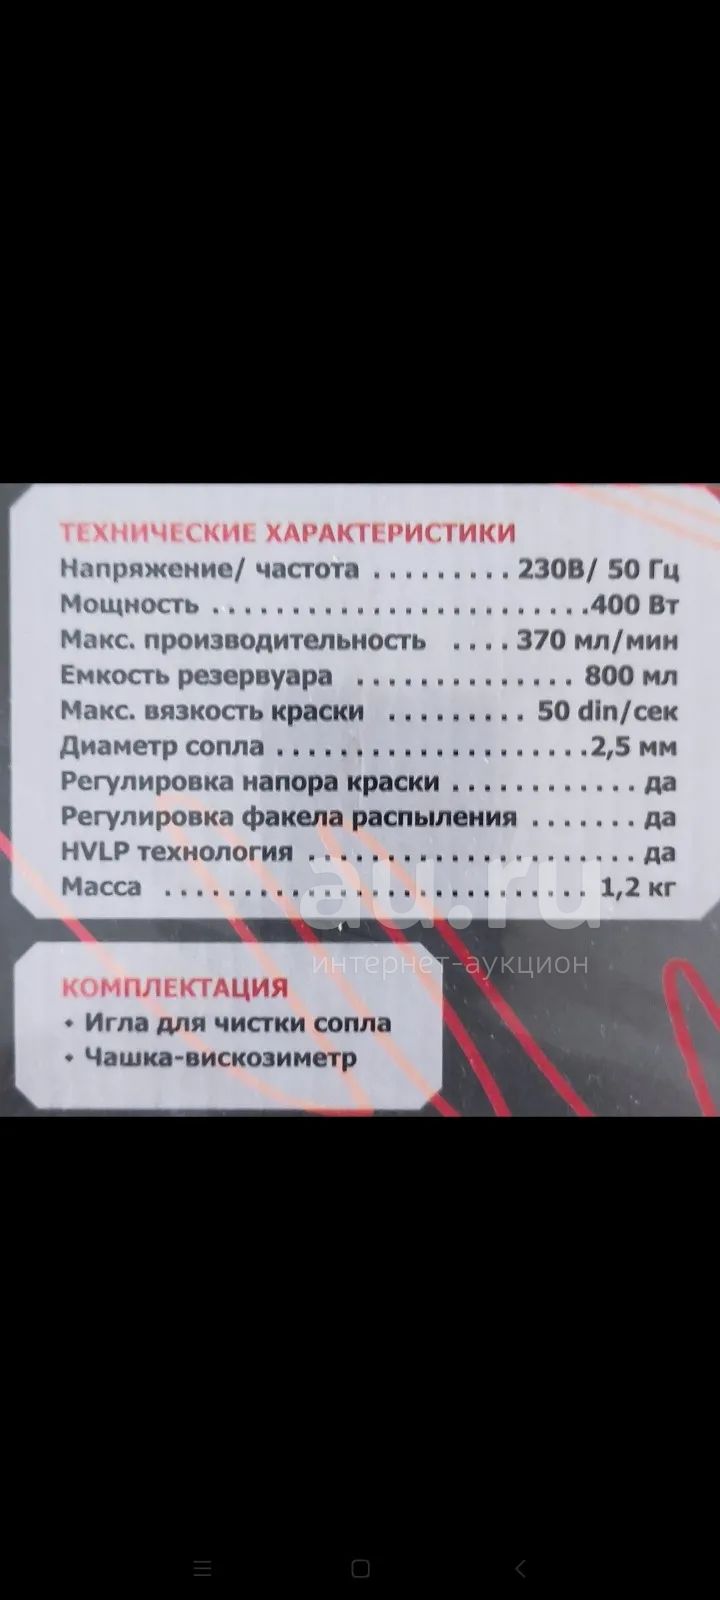 ТЕХНИЧЕСКИЕ ХАРАКТЕРИСТИКИ
Напряжение/ частота ......... 230В/ 50 Гц
Мощность .......................400 Вт
Макс. производительность .... 370 мл/мин
Емкость резервуара .............. 800 мл
Макс. вязкость краски ......... 50 din/сек
Диаметр сопла ...................2,5 мм
Регулировка напора краски ............ да
Регулировка факела распыления ....... да
HVLP технология .................... да
Масса .......................... 1,2 кг
au.ru
интернет-аукцион
КОМПЛЕКТАЦИЯ
• Игла для чистки сопла
• Чашка-вискозиметр